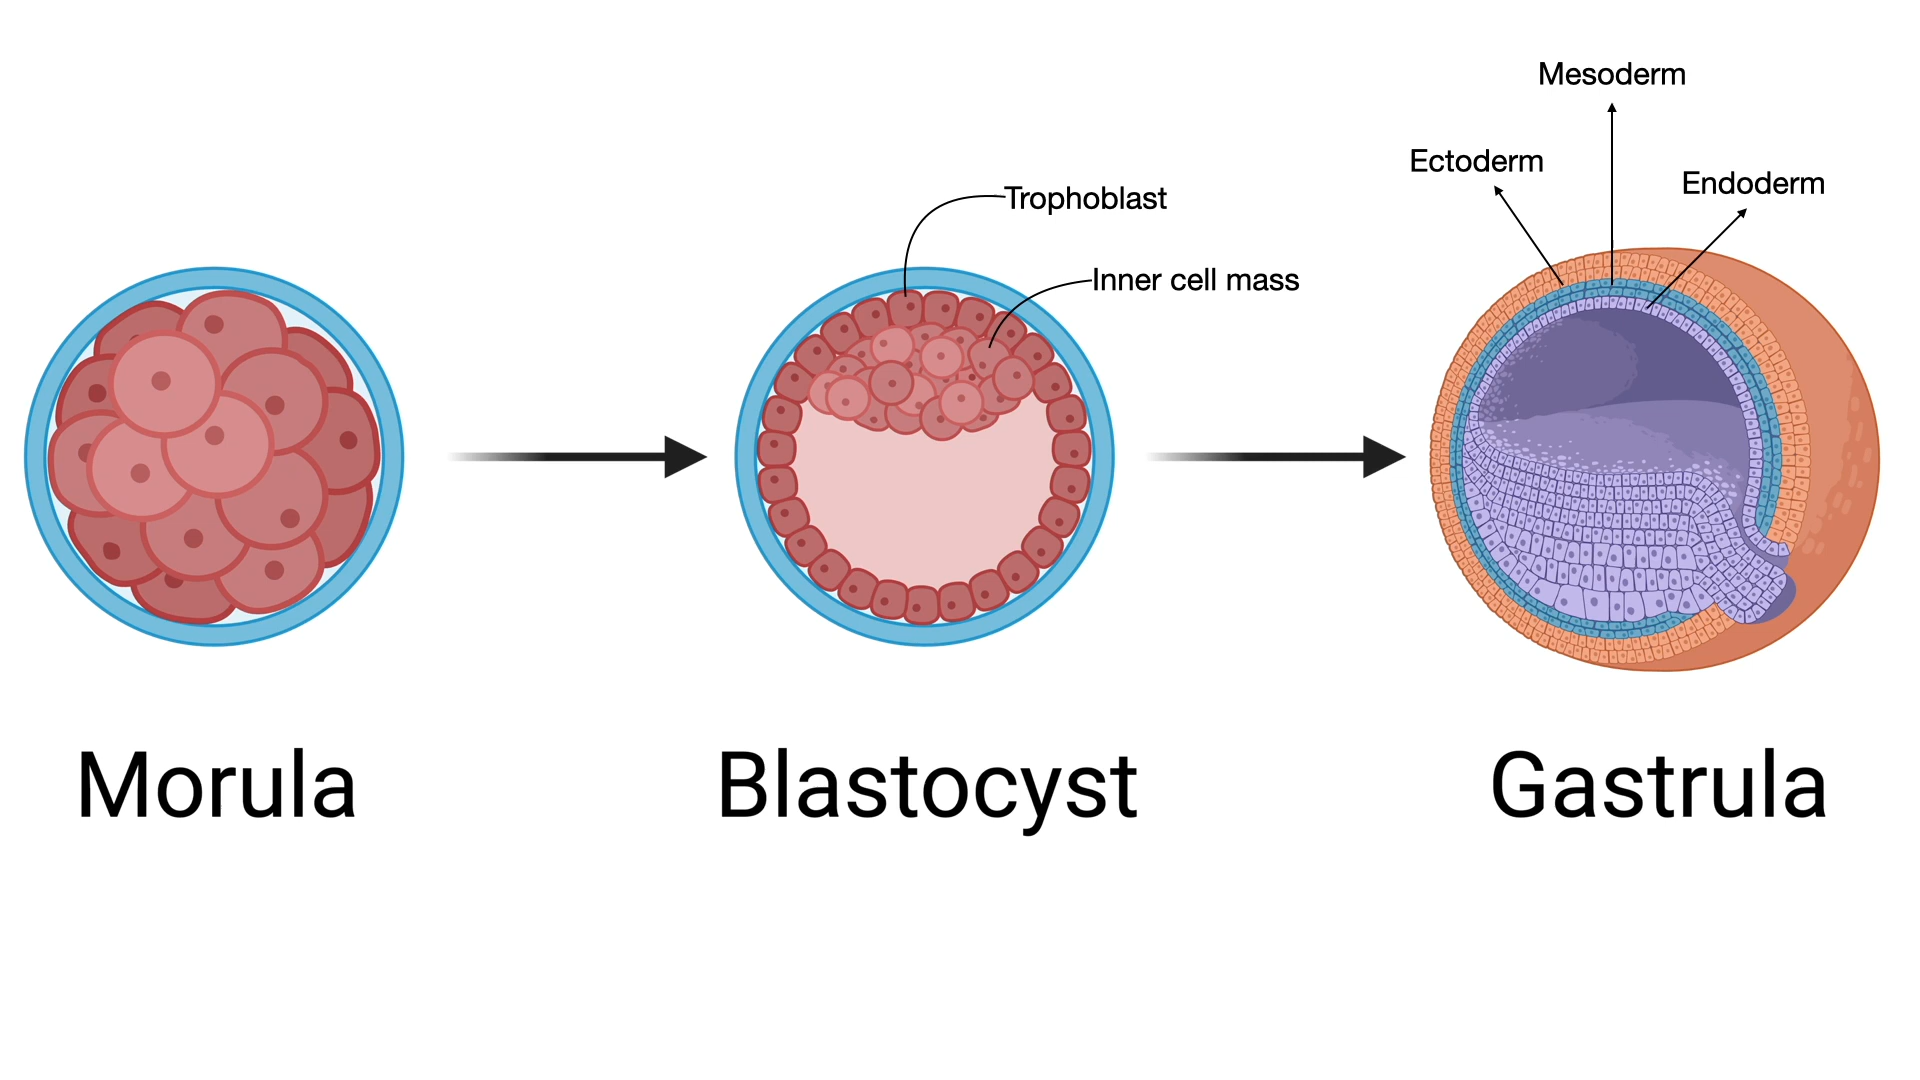 Mesoderm
Ectoderm
Endoderm
Trophoblast
Inner cell mass
Morula
Blastocyst
Gastrula